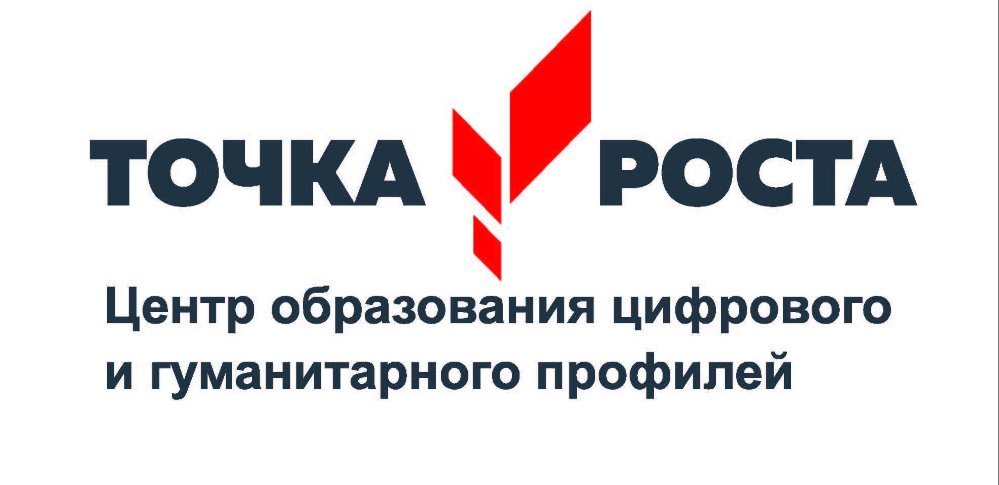 ТОЧКА РОСТА
Центр образования цифрового
и гуманитарного профилей